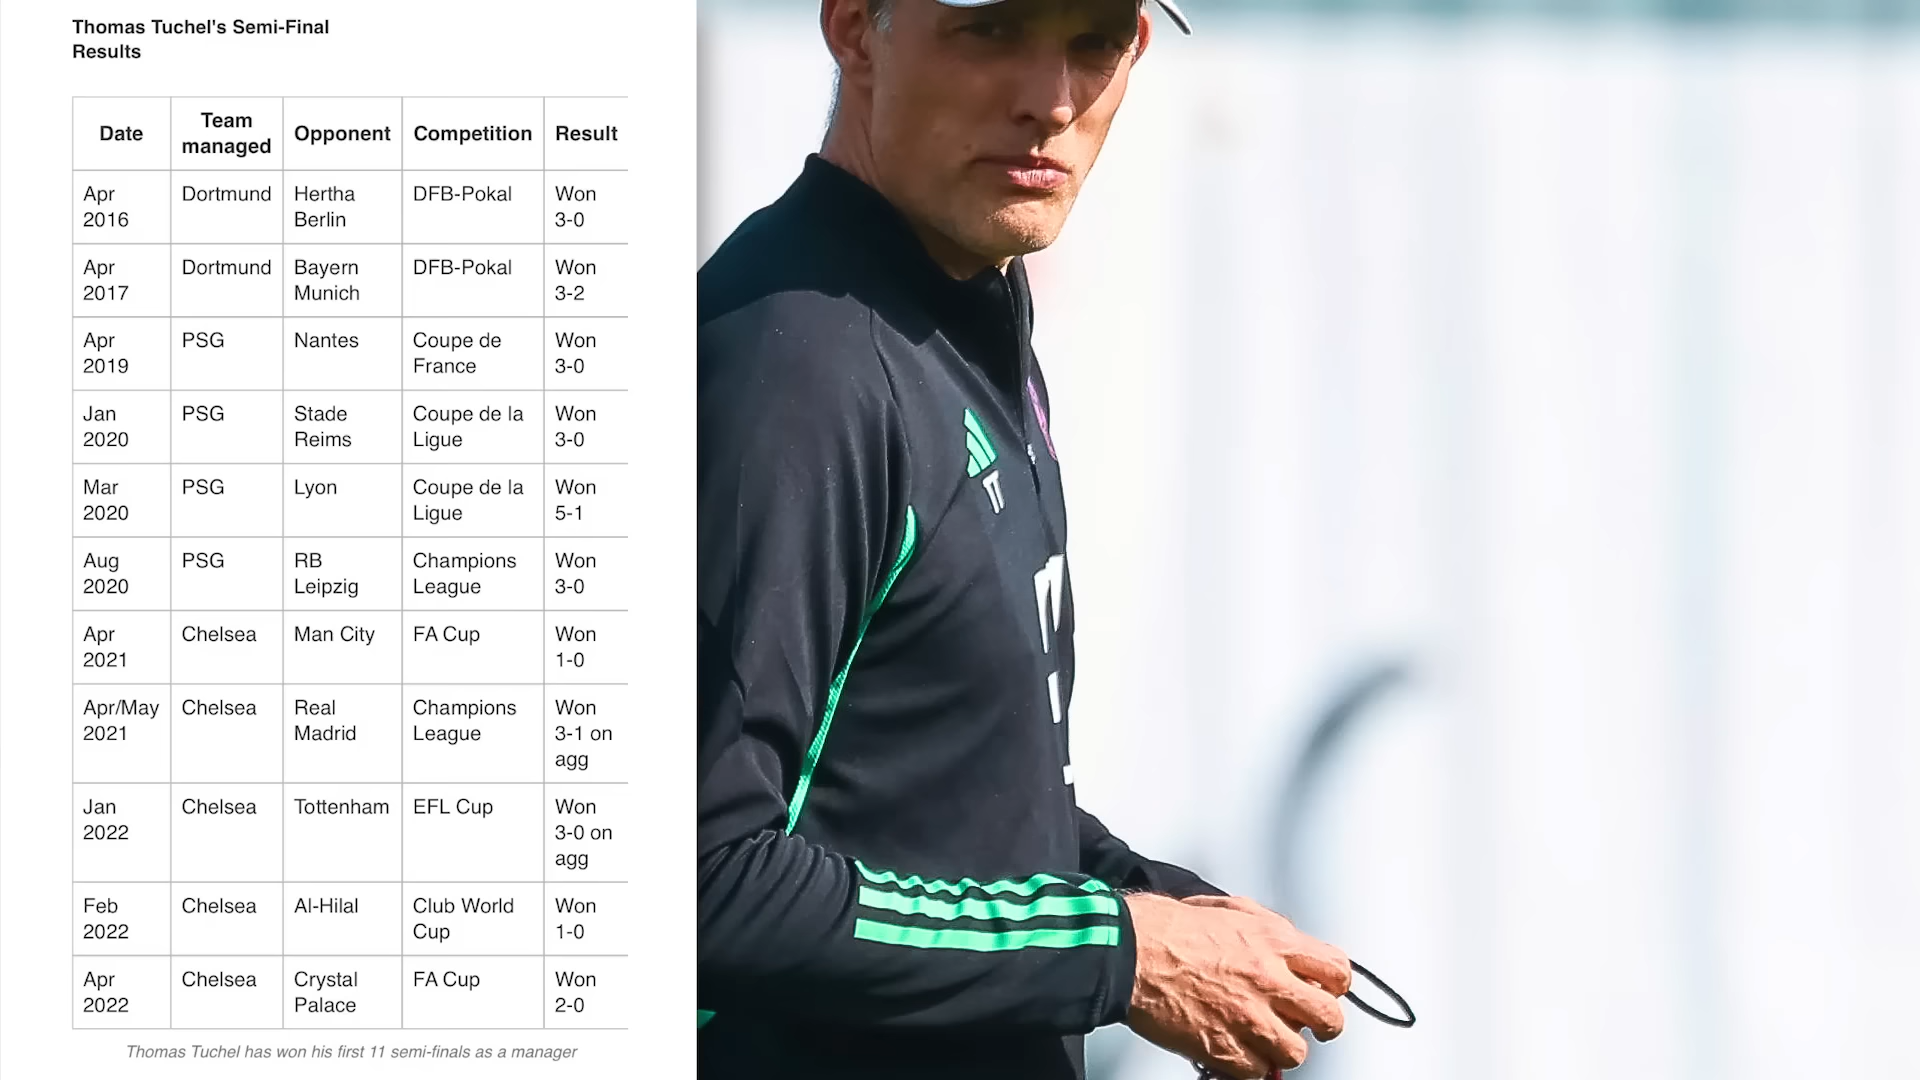 Thomas Tuchel's Semi-Final
Results
Date
Team
managed
Opponent
Competition
Result
Apr
2016
Dortmund
Hertha
Berlin
DFB-Pokal
Won
3-0
Apr
2017
Dortmund
Bayern
Munich
DFB-Pokal
Won
3-2
Apr
2019
PSG
Nantes
Coupe de
France
Won
3-0
Jan
2020
PSG
Stade
Reims
Coupe de la
Ligue
Won
3-0
Mar
2020
PSG
Lyon
Coupe de la
Ligue
Won
5-1
Aug
2020
PSG
RB
Leipzig
Champions
League
Won
3-0
Apr
2021
Chelsea
Man City
FA Cup
Won
1-0
Apr/May
2021
Chelsea
Real
Madrid
Champions
League
Won
3-1 on
agg
Jan
2022
Chelsea
Tottenham
EFL Cup
Won
3-0 on
agg
Feb
2022
Chelsea
Al-Hilal
Club World
Cup
Won
1-0
Apr
2022
Chelsea
Crystal
Palace
FA Cup
Won
2-0
Thomas Tuchel has won his first 11 semi-finals as a manager
TT